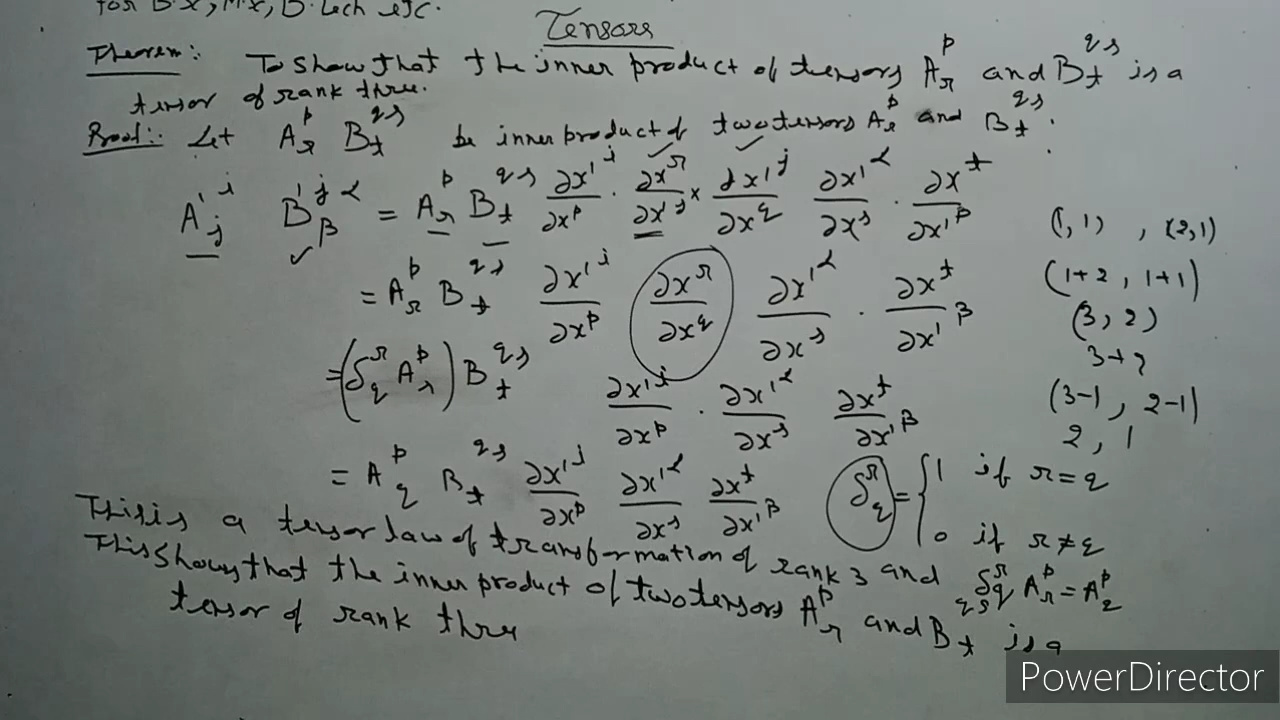 for B.Sc, M.Sc, B.Tech etc.
Tensors
Theorem:- To show that the inner product of tensors A^p_r and B^{qs}_t is a
tensor of rank three.
Proof:- Let A^p_r B^{qs}_t be inner product of two tensors A^p_r and B^{qs}_t.
A'^i_j B'^{jα}_β = A^p_r B^{qs}_t ∂x'^i/∂x^p · ∂x^r/∂x'^j × ∂x'^j/∂x^q ∂x'^α/∂x^s · ∂x^t/∂x'^β (1,1), (2,1)
= A^p_r B^{qs}_t ∂x'^i/∂x^p ∂x^r/∂x^q ∂x'^α/∂x^s · ∂x^t/∂x'^β (1+2, 1+1)
(3, 2)
3+2
= (δ^r_q A^p_r) B^{qs}_t ∂x'^i/∂x^p · ∂x'^α/∂x^s ∂x^t/∂x'^β (3-1, 2-1)
2, 1
= A^p_q B^{qs}_t ∂x'^j/∂x^p ∂x'^α/∂x^s ∂x^t/∂x'^β δ^r_q = { 1 if r=q
0 if r≠q
This is a tensor law of transformation of rank 3 and δ^r_q A^p_r = A^p_q
This shows that the inner product of two tensors A^p_r and B^{qs}_t is a
tensor of rank three
PowerDirector